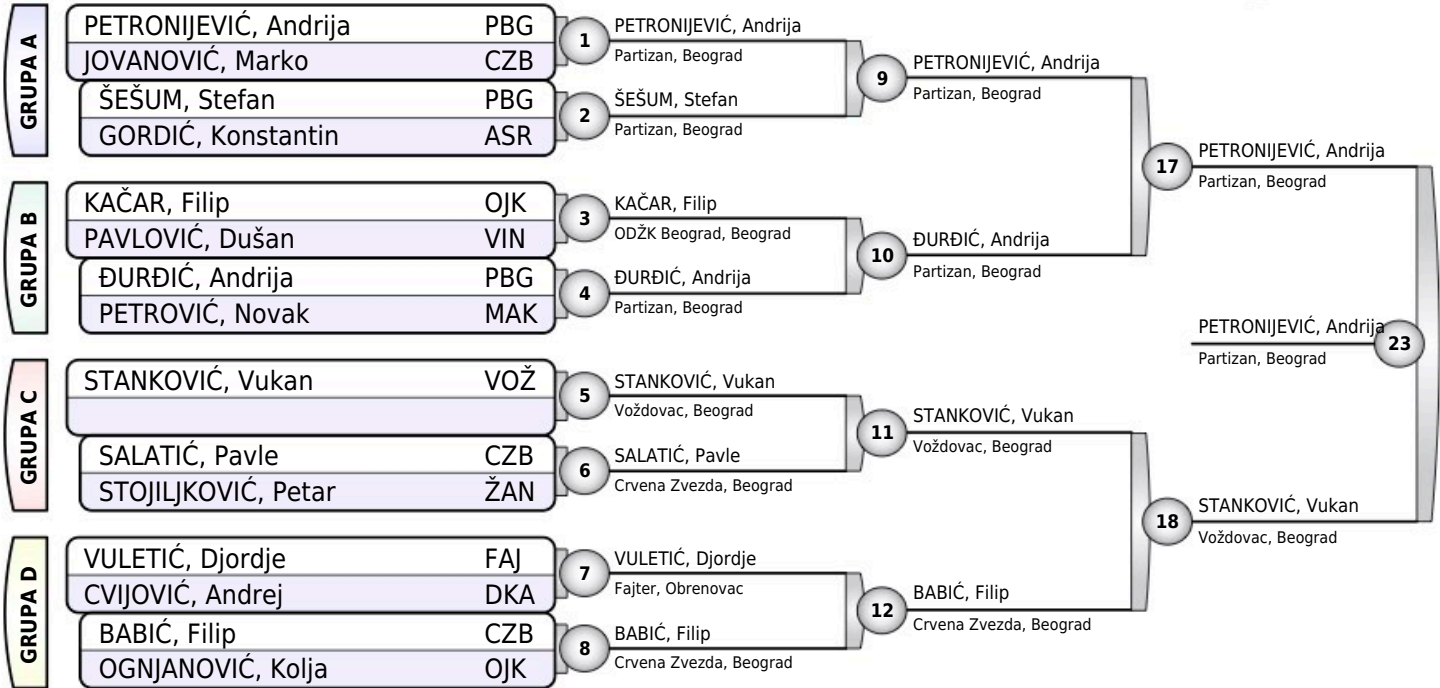 GRUPA A
PETRONIJEVIĆ, Andrija PBG
JOVANOVIĆ, Marko CZB
ŠEŠUM, Stefan PBG
GORDIĆ, Konstantin ASR
GRUPA B
KAČAR, Filip OJK
PAVLOVIĆ, Dušan VIN
ĐURĐIĆ, Andrija PBG
PETROVIĆ, Novak MAK
GRUPA C
STANKOVIĆ, Vukan VOŽ
SALATIĆ, Pavle CZB
STOJILJKOVIĆ, Petar ŽAN
GRUPA D
VULETIĆ, Djordje FAJ
CVIJOVIĆ, Andrej DKA
BABIĆ, Filip CZB
OGNJANOVIĆ, Kolja OJK
1
PETRONIJEVIĆ, Andrija
Partizan, Beograd
2
ŠEŠUM, Stefan
Partizan, Beograd
3
KAČAR, Filip
ODŽK Beograd, Beograd
4
ĐURĐIĆ, Andrija
Partizan, Beograd
5
STANKOVIĆ, Vukan
Voždovac, Beograd
6
SALATIĆ, Pavle
Crvena Zvezda, Beograd
7
VULETIĆ, Djordje
Fajter, Obrenovac
8
BABIĆ, Filip
Crvena Zvezda, Beograd
9
PETRONIJEVIĆ, Andrija
Partizan, Beograd
10
ĐURĐIĆ, Andrija
Partizan, Beograd
11
STANKOVIĆ, Vukan
Voždovac, Beograd
12
BABIĆ, Filip
Crvena Zvezda, Beograd
17
PETRONIJEVIĆ, Andrija
Partizan, Beograd
18
STANKOVIĆ, Vukan
Voždovac, Beograd
PETRONIJEVIĆ, Andrija
Partizan, Beograd
23